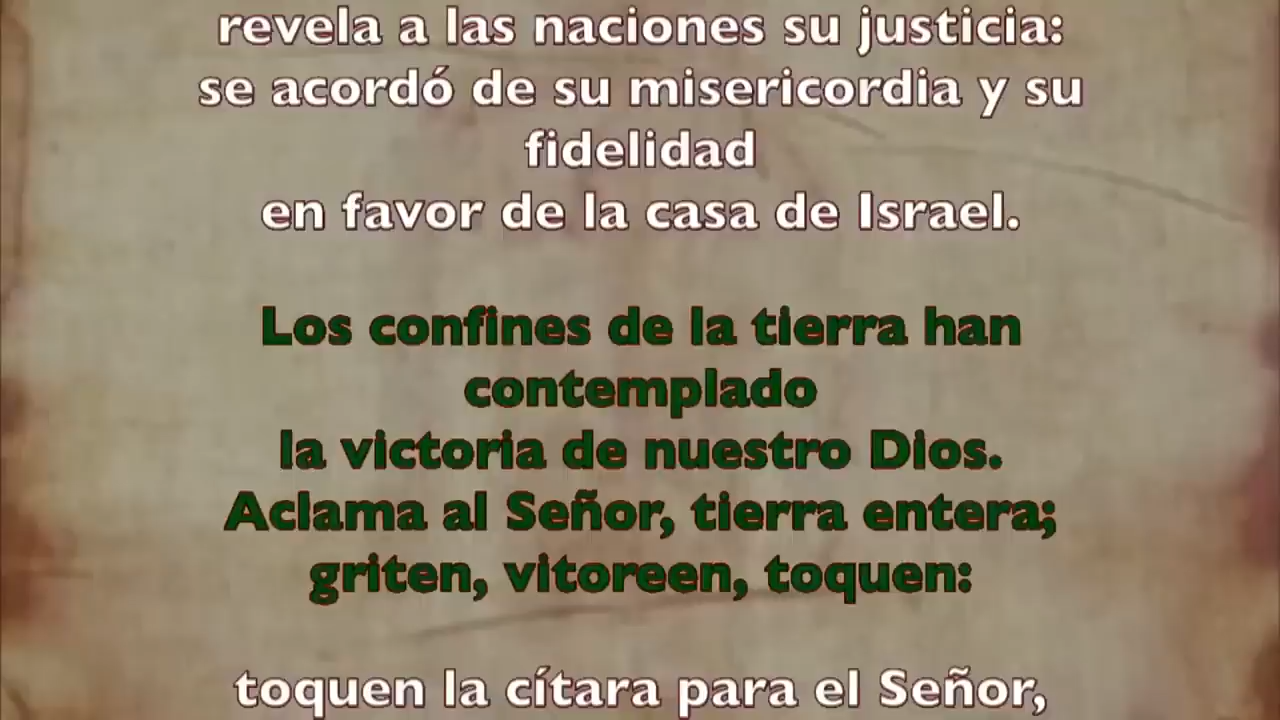 revela a las naciones su justicia:
se acordó de su misericordia y su
fidelidad
en favor de la casa de Israel.
Los confines de la tierra han
contemplado
la victoria de nuestro Dios.
Aclama al Señor, tierra entera;
griten, vitoreen, toquen:
toquen la cítara para el Señor,